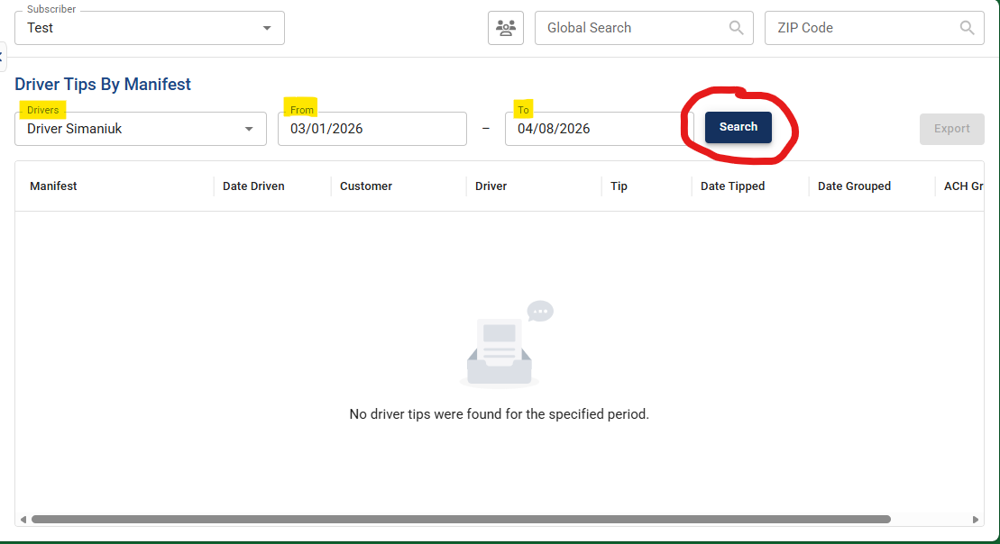 Subscriber
Test
Global Search
ZIP Code
Driver Tips By Manifest
Drivers
Driver Simaniuk
From
03/01/2026
–
To
04/08/2026
Search
Export
Manifest Date Driven Customer Driver Tip Date Tipped Date Grouped ACH Gr
No driver tips were found for the specified period.